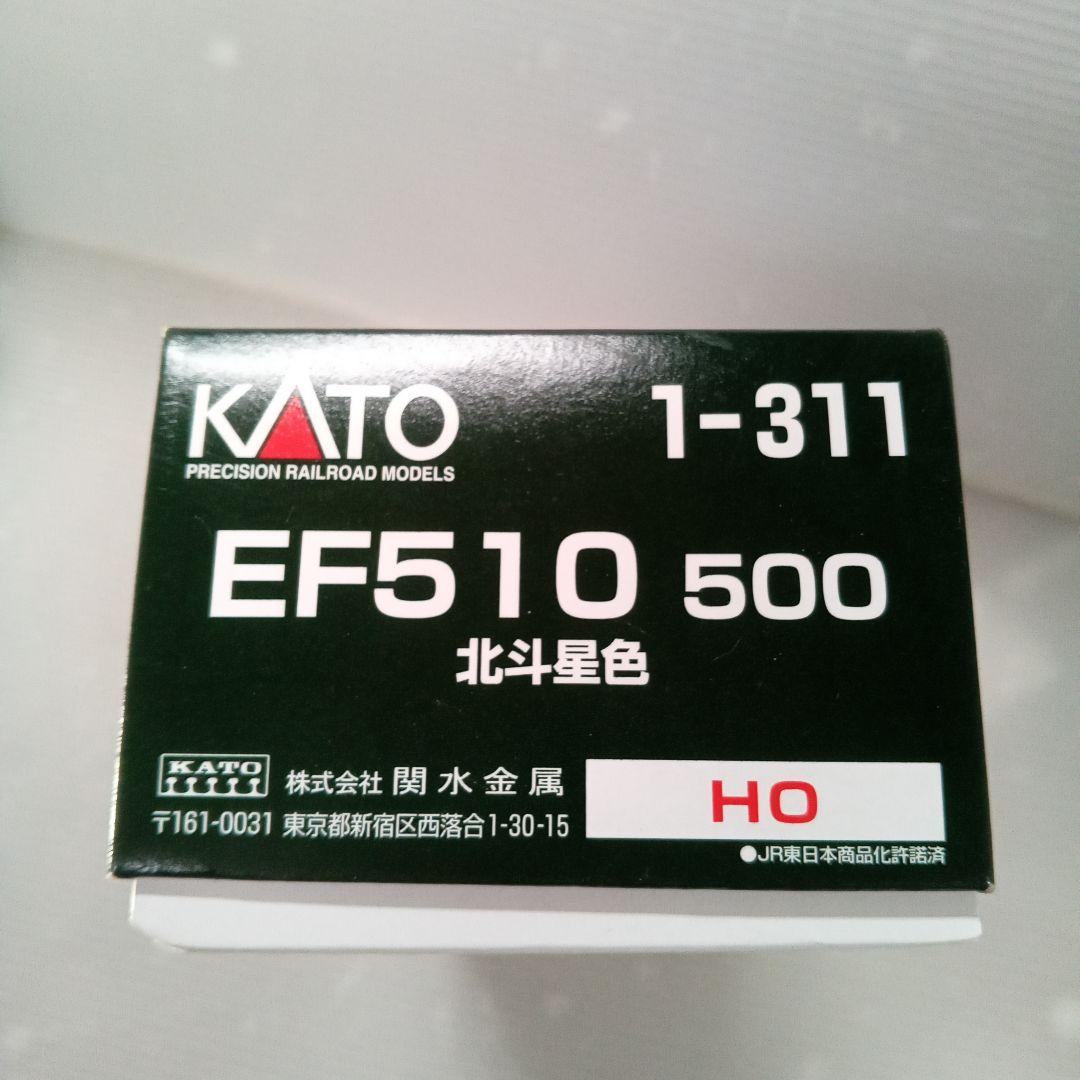 KATO 1-311
PRECISION RAILROAD MODELS
EF510 500
北斗星色
KATO
株式会社 関水金属
HO
〒161-0031 東京都新宿区西落合1-30-15
●JR東日本商品化許諾済